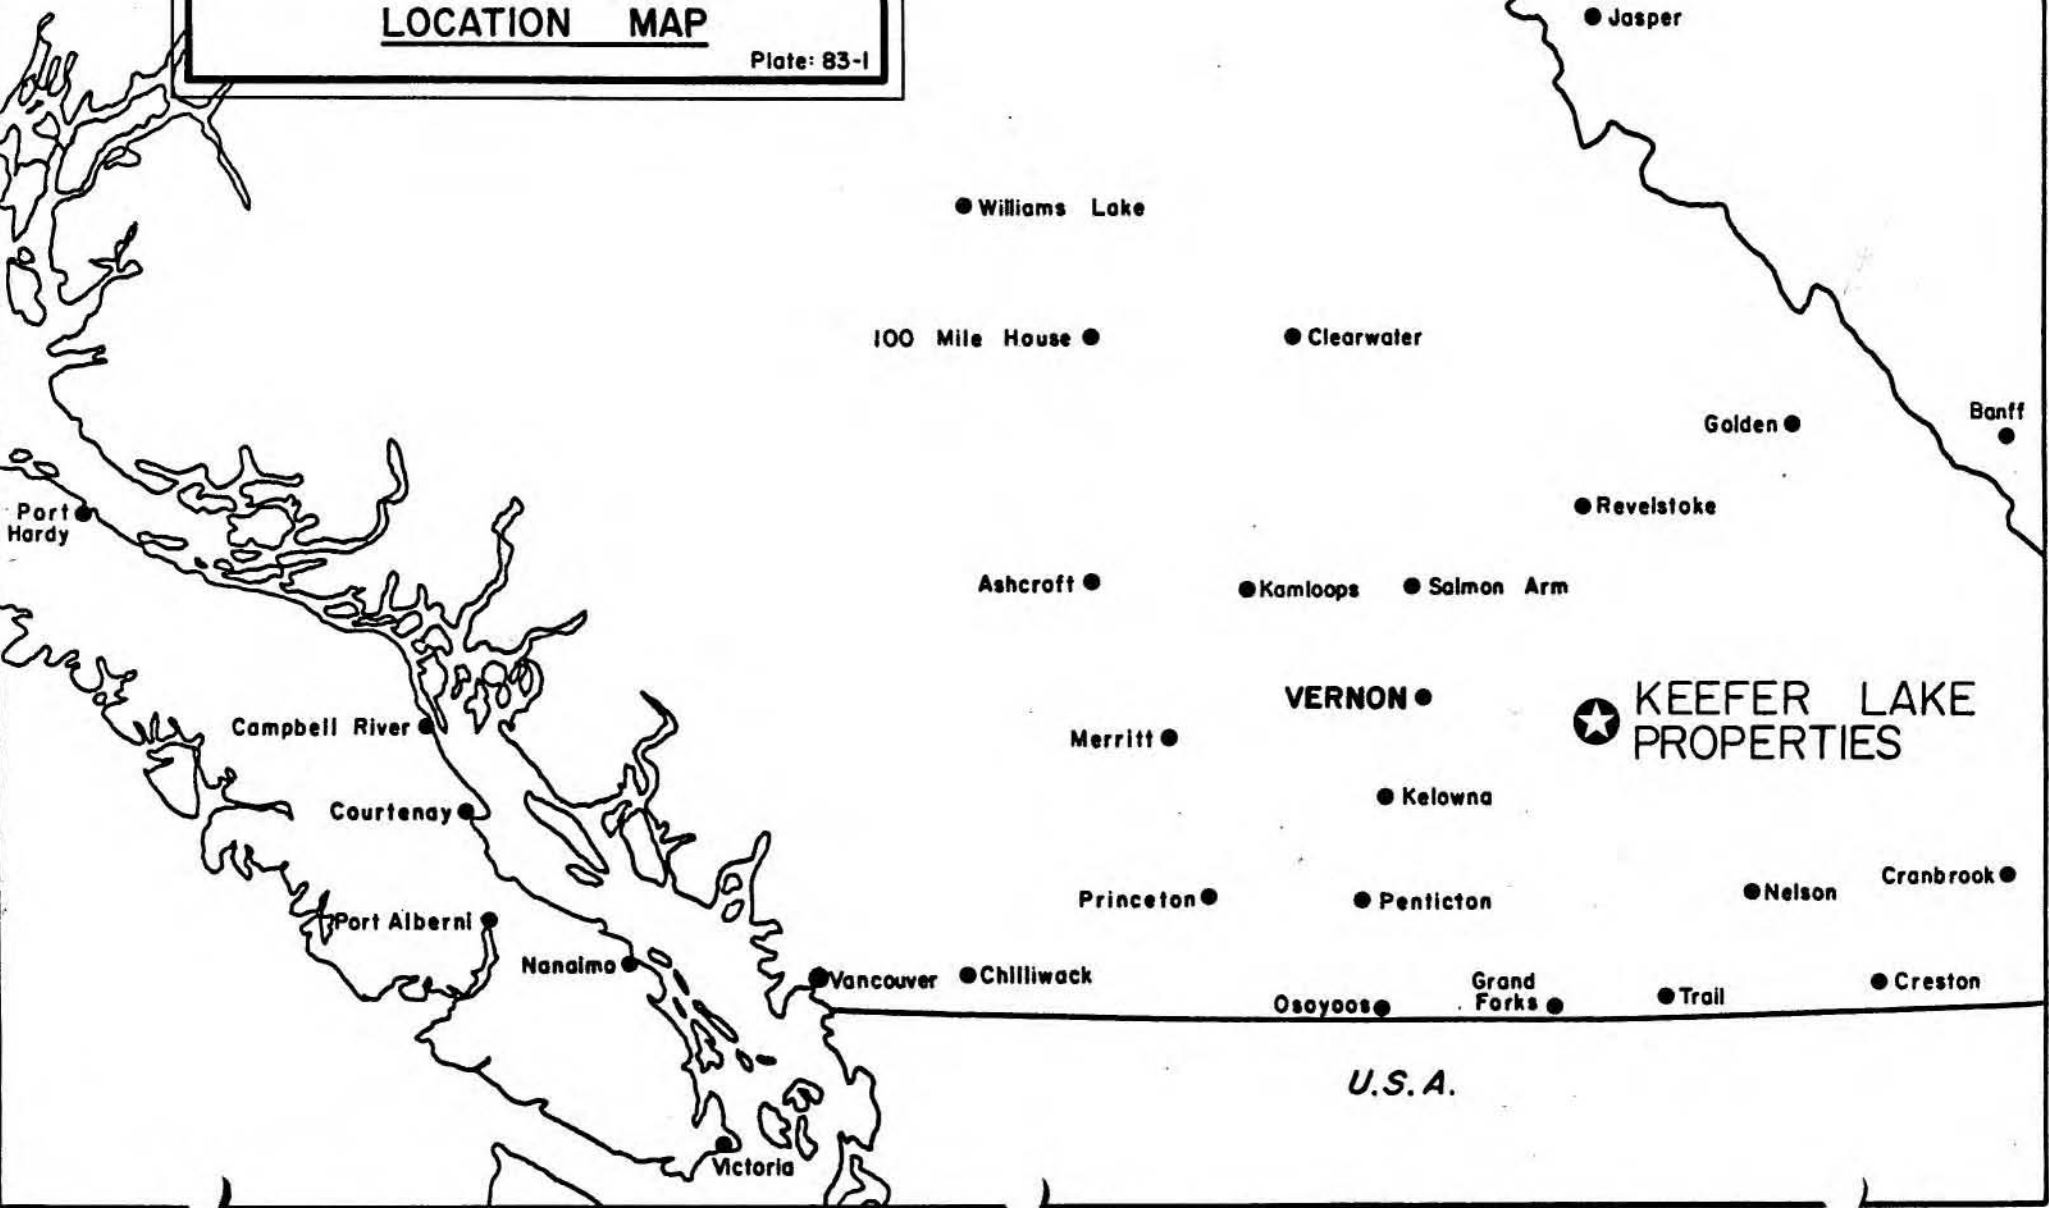 LOCATION MAP
Plate: 83-1
Jasper
Williams Lake
100 Mile House
Clearwater
Golden
Banff
Port
Hardy
Revelstoke
Ashcroft
Kamloops
Salmon Arm
VERNON
KEEFER LAKE
PROPERTIES
Campbell River
Merritt
Kelowna
Courtenay
Princeton
Penticton
Nelson
Cranbrook
Port Alberni
Nanaimo
Vancouver
Chilliwack
Osoyoos
Grand
Forks
Trail
Creston
U.S.A.
Victoria